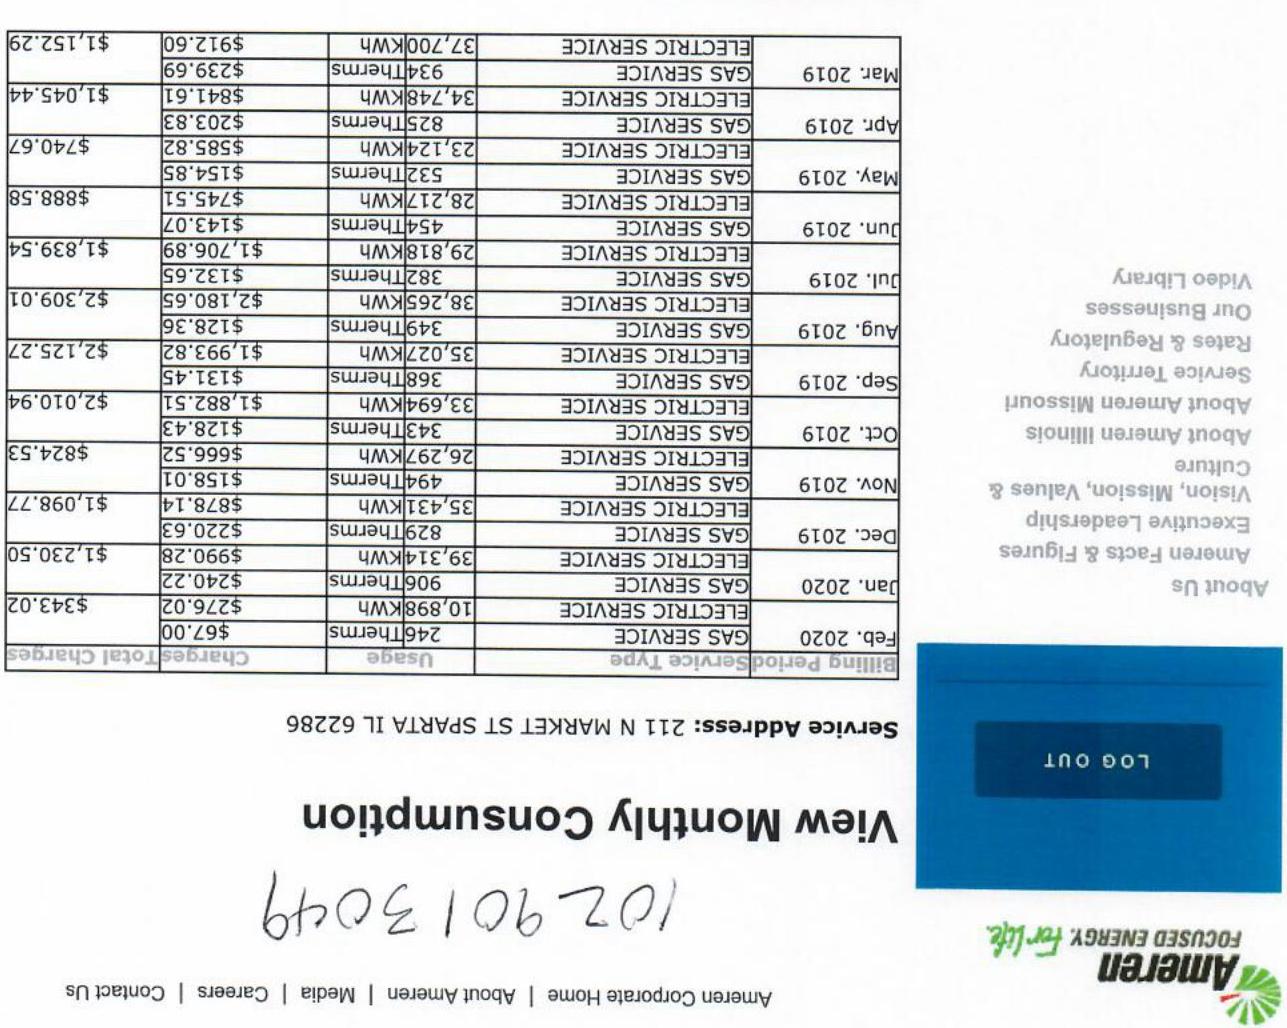 Ameren
FOCUSED ENERGY. For life.
Ameren Corporate Home | About Ameren | Media | Careers | Contact Us
1029013049
LOG OUT
About Us
Ameren Facts & Figures
Executive Leadership
Vision, Mission, Values &
Culture
About Ameren Illinois
About Ameren Missouri
Service Territory
Rates & Regulatory
Our Businesses
Video Library
View Monthly Consumption
Service Address: 211 N MARKET ST SPARTA IL 62286
Billing Period Service Type Usage Charges Total Charges
Feb. 2020 GAS SERVICE 246 Therms $67.00 $343.02
ELECTRIC SERVICE 10,898 KWh $276.02
Jan. 2020 GAS SERVICE 906 Therms $240.22 $1,230.50
ELECTRIC SERVICE 39,314 KWh $990.28
Dec. 2019 GAS SERVICE 829 Therms $220.63 $1,098.77
ELECTRIC SERVICE 35,431 KWh $878.14
Nov. 2019 GAS SERVICE 494 Therms $158.01 $824.53
ELECTRIC SERVICE 26,297 KWh $666.52
Oct. 2019 GAS SERVICE 343 Therms $128.43 $2,010.94
ELECTRIC SERVICE 33,694 KWh $1,882.51
Sep. 2019 GAS SERVICE 368 Therms $131.45 $2,125.27
ELECTRIC SERVICE 35,027 KWh $1,993.82
Aug. 2019 GAS SERVICE 349 Therms $128.36 $2,309.01
ELECTRIC SERVICE 38,265 KWh $2,180.65
Jul. 2019 GAS SERVICE 382 Therms $132.65 $1,839.54
ELECTRIC SERVICE 29,818 KWh $1,706.89
Jun. 2019 GAS SERVICE 454 Therms $143.07 $888.58
ELECTRIC SERVICE 28,217 KWh $745.51
May. 2019 GAS SERVICE 532 Therms $154.85 $740.67
ELECTRIC SERVICE 23,124 KWh $585.82
Apr. 2019 GAS SERVICE 825 Therms $203.83 $1,045.44
ELECTRIC SERVICE 34,748 KWh $841.61
Mar. 2019 GAS SERVICE 934 Therms $239.69 $1,152.29
ELECTRIC SERVICE 37,700 KWh $912.60